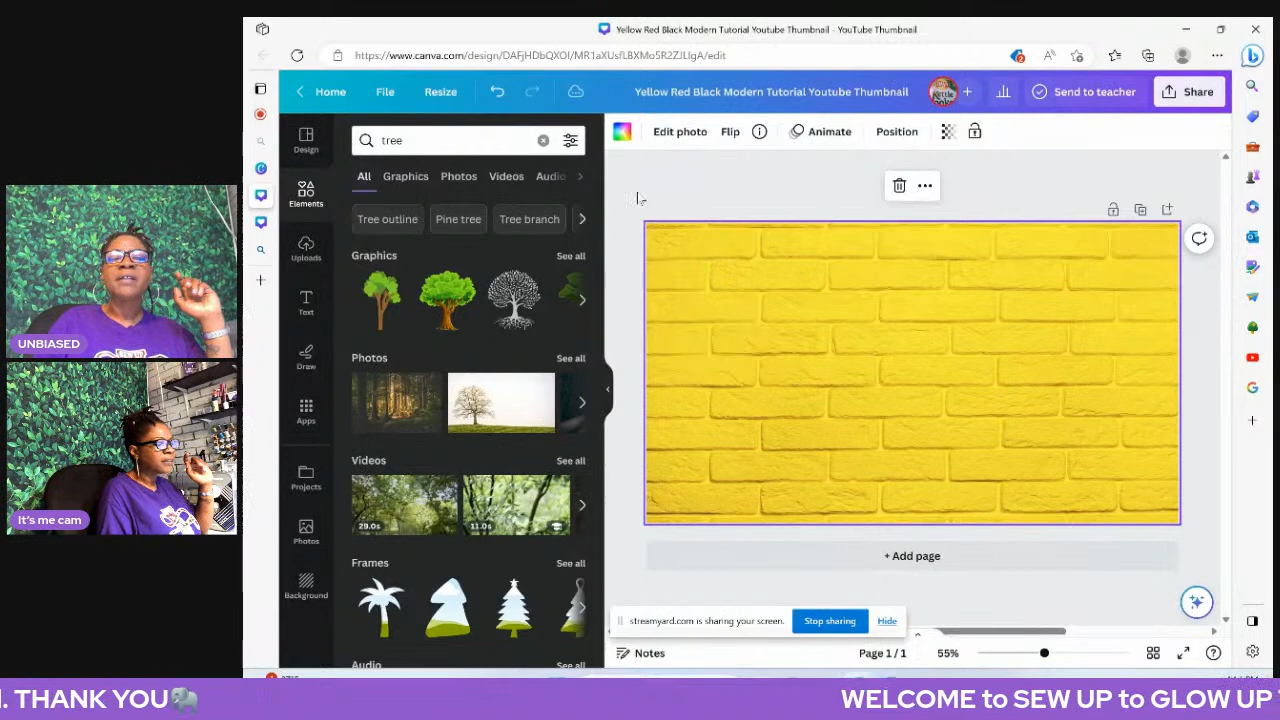 Yellow Red Black Modern Tutorial Youtube Thumbnail - YouTube Thumbnail
https://www.canva.com/design/DAFjHDbQXOI/MR1aXUsfLBXMo5R2ZJLlgA/edit
Home File Resize Yellow Red Black Modern Tutorial Youtube Thumbnail Send to teacher Share
Edit photo Flip Animate Position
tree
Design
All Graphics Photos Videos Audio
Elements
Tree outline Pine tree Tree branch
Graphics See all
Uploads
Text
Photos See all
Draw
Apps
Videos See all
Projects
29.0s 11.0s
Photos
Frames See all
Background
Audio
+ Add page
streamyard.com is sharing your screen. Stop sharing Hide
Notes Page 1 / 1 55%
UNBIASED
It's me cam
THANK YOU🐘 WELCOME to SEW UP to GLOW UP